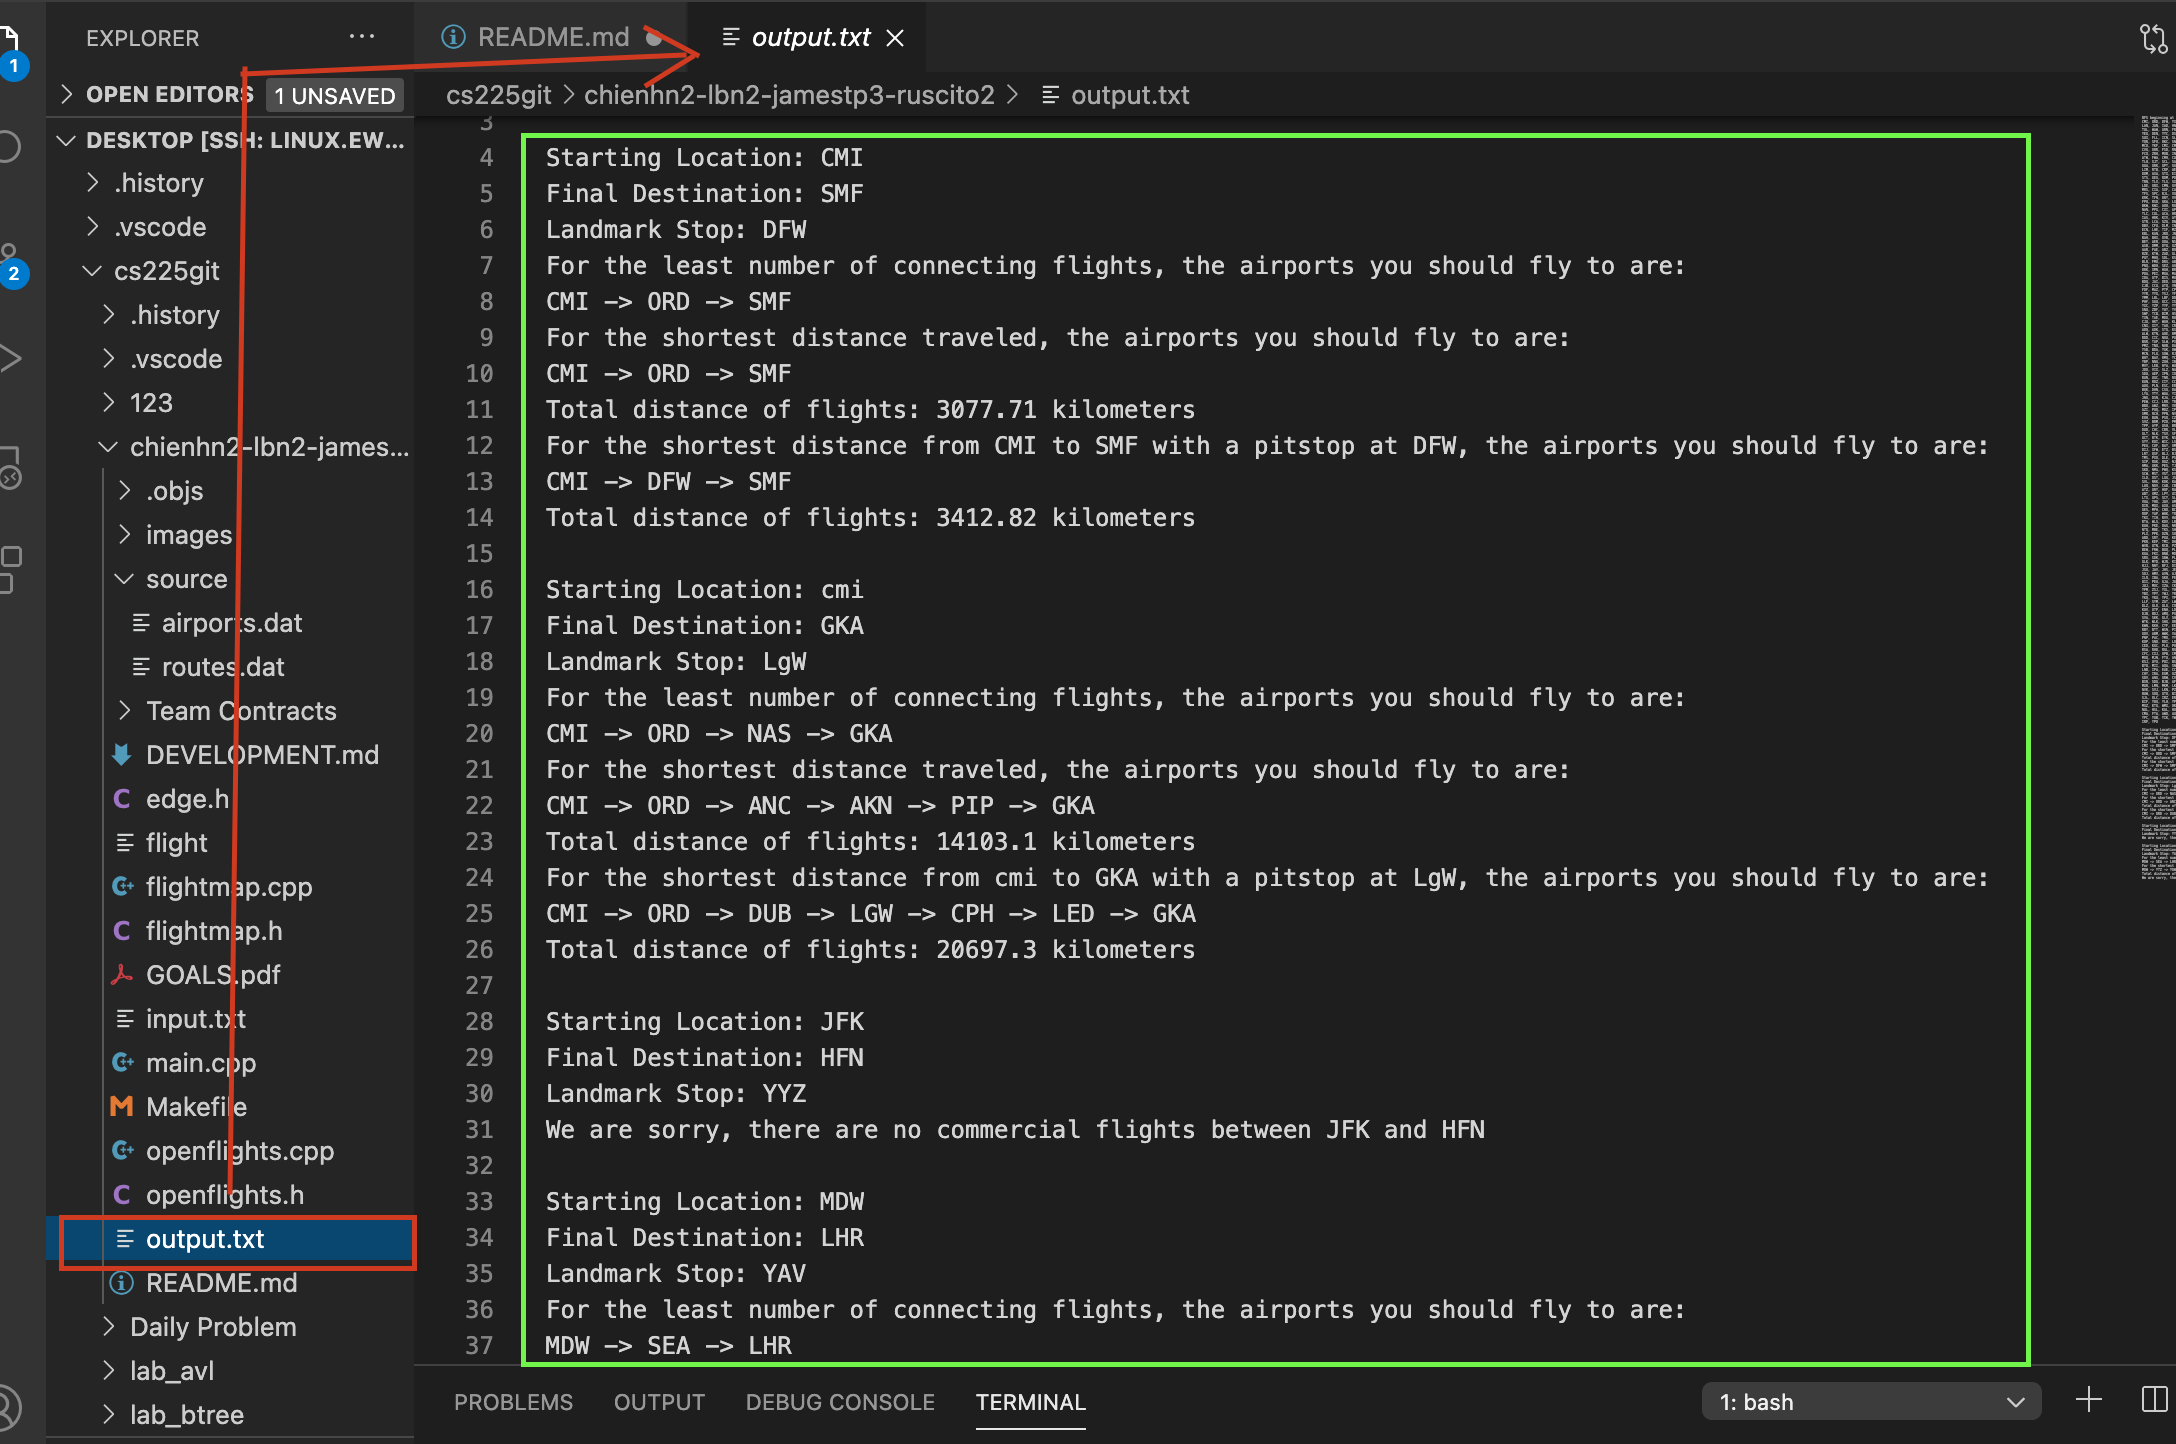 EXPLORER
OPEN EDITORS 1 UNSAVED
DESKTOP [SSH: LINUX.EW...
.history
.vscode
cs225git
.history
.vscode
123
chienhn2-lbn2-james...
.objs
images
source
airports.dat
routes.dat
Team Contracts
DEVELOPMENT.md
edge.h
flight
flightmap.cpp
flightmap.h
GOALS.pdf
input.txt
main.cpp
Makefile
openflights.cpp
openflights.h
output.txt
README.md
Daily Problem
lab_avl
lab_btree
1
2
README.md
output.txt
cs225git > chienhn2-lbn2-jamestp3-ruscito2 > output.txt
3
4 Starting Location: CMI
5 Final Destination: SMF
6 Landmark Stop: DFW
7 For the least number of connecting flights, the airports you should fly to are:
8 CMI -> ORD -> SMF
9 For the shortest distance traveled, the airports you should fly to are:
10 CMI -> ORD -> SMF
11 Total distance of flights: 3077.71 kilometers
12 For the shortest distance from CMI to SMF with a pitstop at DFW, the airports you should fly to are:
13 CMI -> DFW -> SMF
14 Total distance of flights: 3412.82 kilometers
15
16 Starting Location: cmi
17 Final Destination: GKA
18 Landmark Stop: LgW
19 For the least number of connecting flights, the airports you should fly to are:
20 CMI -> ORD -> NAS -> GKA
21 For the shortest distance traveled, the airports you should fly to are:
22 CMI -> ORD -> ANC -> AKN -> PIP -> GKA
23 Total distance of flights: 14103.1 kilometers
24 For the shortest distance from cmi to GKA with a pitstop at LgW, the airports you should fly to are:
25 CMI -> ORD -> DUB -> LGW -> CPH -> LED -> GKA
26 Total distance of flights: 20697.3 kilometers
27
28 Starting Location: JFK
29 Final Destination: HFN
30 Landmark Stop: YYZ
31 We are sorry, there are no commercial flights between JFK and HFN
32
33 Starting Location: MDW
34 Final Destination: LHR
35 Landmark Stop: YAV
36 For the least number of connecting flights, the airports you should fly to are:
37 MDW -> SEA -> LHR
PROBLEMS OUTPUT DEBUG CONSOLE TERMINAL 1: bash